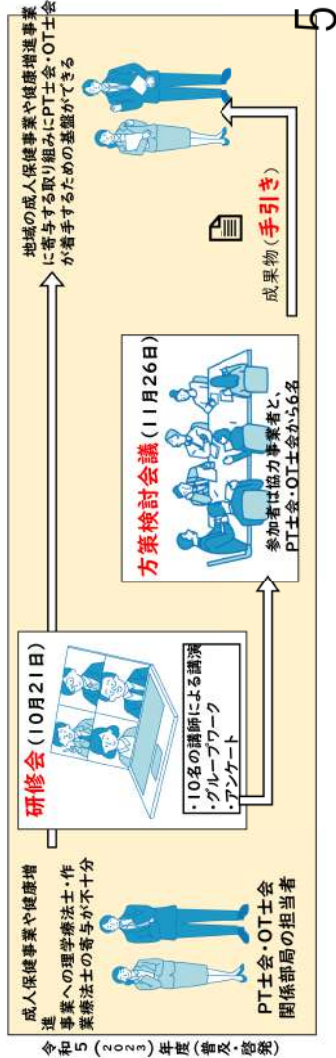 令和5(2023)年度(普及・啓発)
成人保健事業や健康増
進
事業への理学療法士・作
業療法士の寄与が不十分
PT士会・OT士会
関係部局の担当者
研修会(10月21日)
・10名の講師による講演
・グループワーク
・アンケート
方策検討会議(11月26日)
参加者は協力事業者と、
PT士会・OT士会から6名
成果物(手引き)
地域の成人保健事業や健康増進事業
に寄与する取り組みにPT士会・OT士会
が着手するための基盤ができる
5